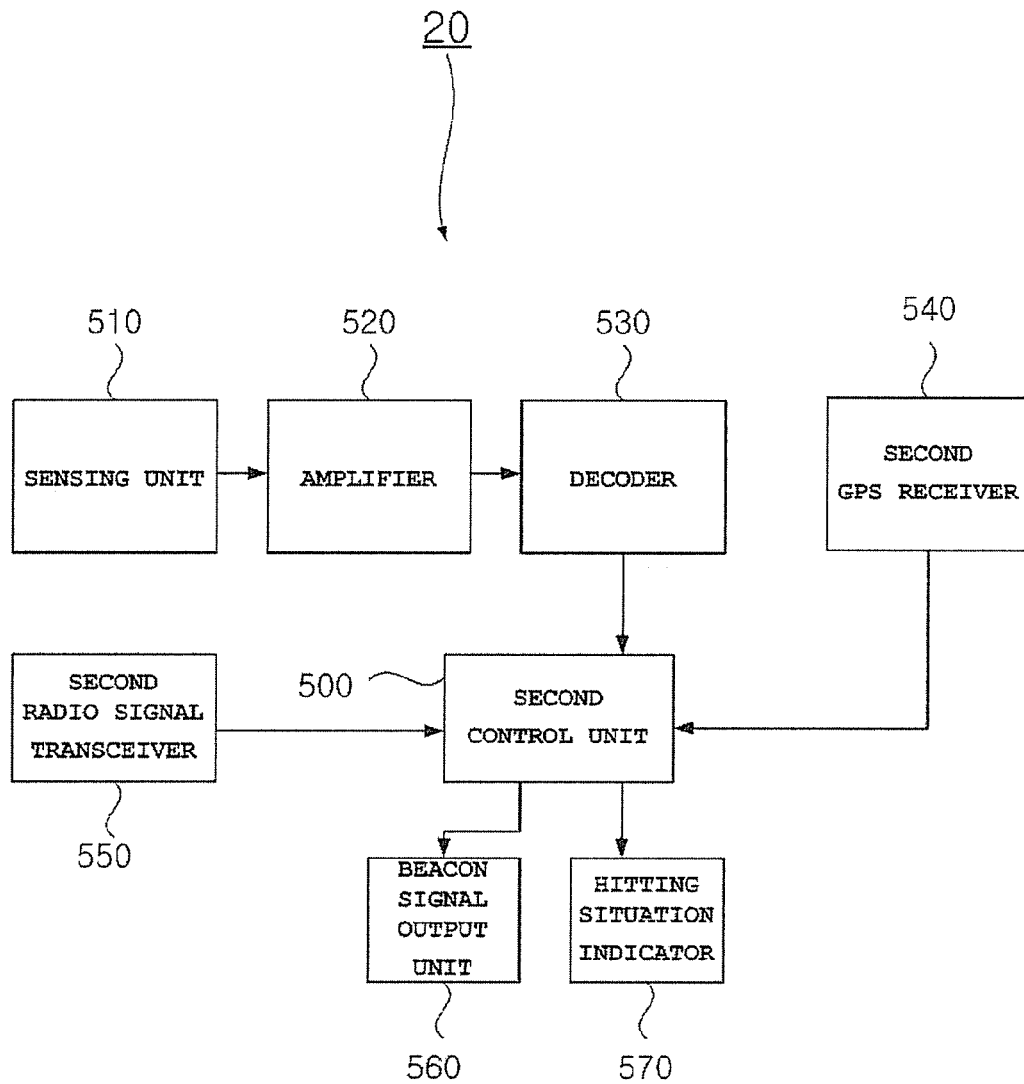 20
510
520
530
540
SENSING UNIT
AMPLIFIER
DECODER
SECOND
GPS RECEIVER
500
SECOND
RADIO SIGNAL
TRANSCEIVER
SECOND
CONTROL UNIT
550
BEACON
SIGNAL
OUTPUT
UNIT
HITTING
SITUATION
INDICATOR
560
570